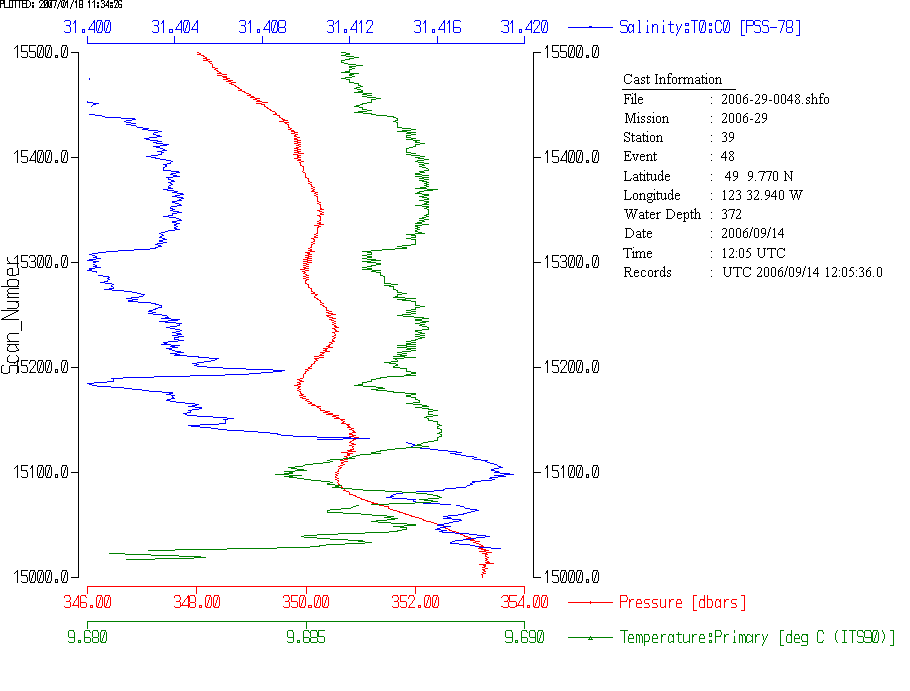 PLOTTED: 2007/01/18 11:34:26
31.400 31.404 31.409 31.412 31.416 31.420 Salinity:T0:C0 [PSS-78]
15500.0 15500.0
Cast Information
File : 2006-29-0048.shfo
Mission : 2006-29
Station : 39
Event : 48
Latitude : 49 9.770 N
Longitude : 123 32.940 W
Water Depth : 372
Date : 2006/09/14
Time : 12:05 UTC
Records : UTC 2006/09/14 12:05:36.0
15400.0 15400.0
15300.0 15300.0
Scan_Number
15200.0 15200.0
15100.0 15100.0
15000.0 15000.0
346.00 348.00 350.00 352.00 354.00 Pressure [dbars]
9.680 9.685 9.690 Temperature:Primary [deg C (ITS90)]